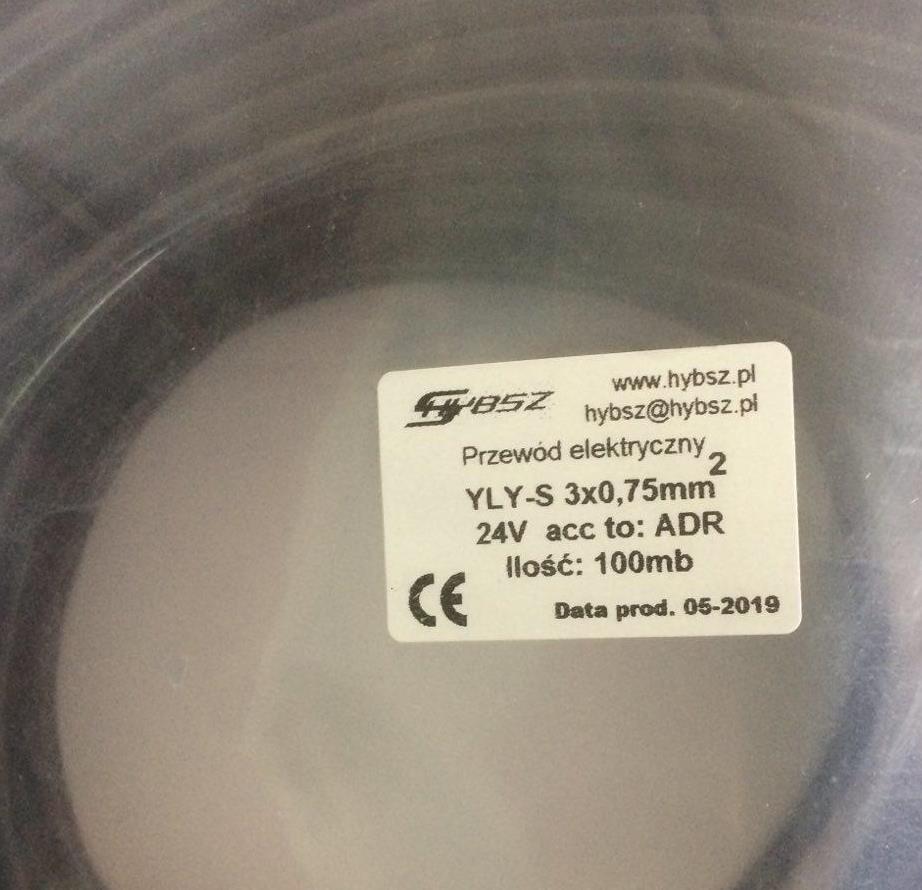 HYBSZ
www.hybsz.pl
hybsz@hybsz.pl
Przewód elektryczny
YLY-S 3x0,75mm²
24V acc to: ADR
Ilość: 100mb
CE
Data prod. 05-2019